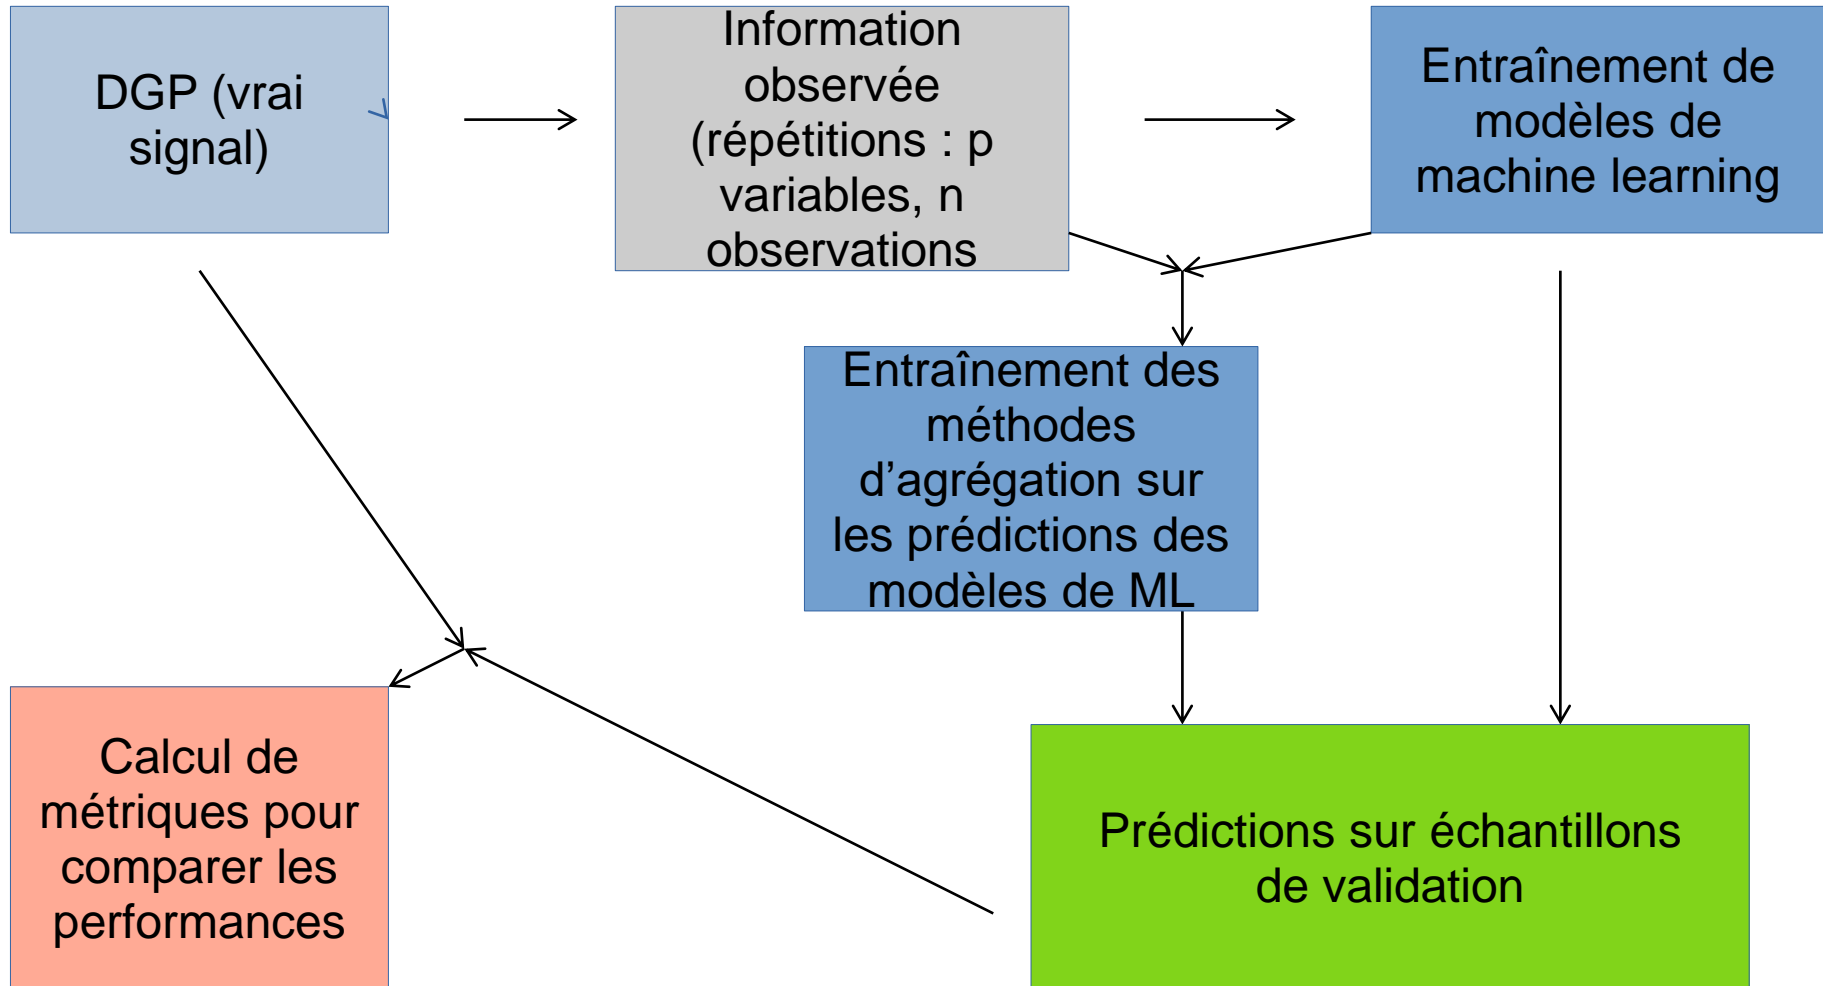 DGP (vrai
signal)
Information
observée
(répétitions : p
variables, n
observations
Entraînement de
modèles de
machine learning
Entraînement des
méthodes
d’agrégation sur
les prédictions des
modèles de ML
Calcul de
métriques pour
comparer les
performances
Prédictions sur échantillons
de validation